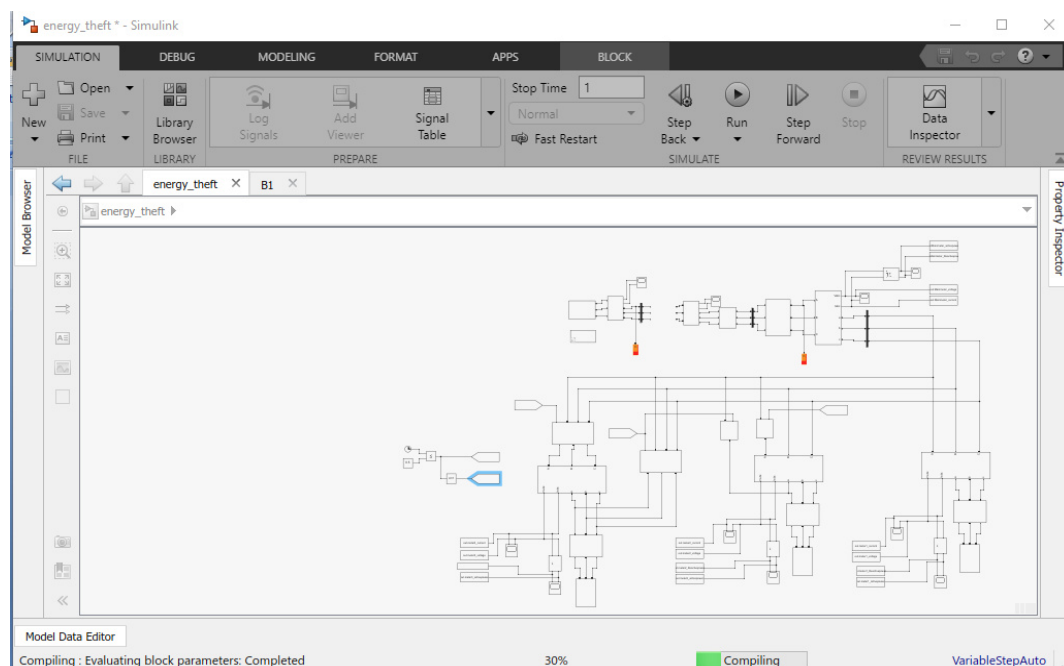 energy_theft * - Simulink
SIMULATION DEBUG MODELING FORMAT APPS BLOCK
New Open Save Print
Library Browser
Log Signals Add Viewer Signal Table
Stop Time 1
Normal
Fast Restart
Step Back Run Step Forward Stop
Data Inspector
FILE LIBRARY PREPARE SIMULATE REVIEW RESULTS
energy_theft B1
energy_theft
Model Browser
Property Inspector
Model Data Editor
Compiling : Evaluating block parameters: Completed 30% Compiling VariableStepAuto